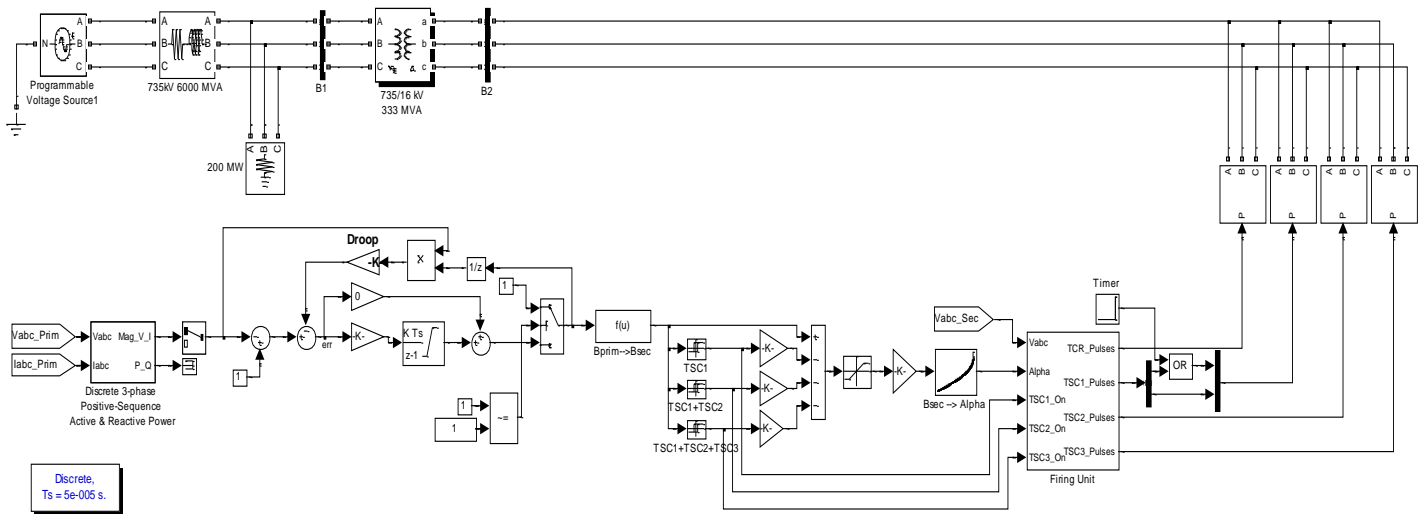 A A A A A a
N B B B B B b
C C C C C c
Programmable
Voltage Source1
735kV 6000 MVA
B1
735/16 kV
333 MVA
B2
A B C
200 MW
A B C A B C A B C A B C
P P P P
Droop
-K
x
1/z
0
1
Timer
Vabc_Prim
Iabc_Prim
Vabc Mag_V_I
Iabc P_Q
1
err
-K-
K Ts
z-1
f(u)
Bprim-->Bsec
Vabc_Sec
-K-
TSC1
-K-
TSC1+TSC2
-K-
TSC1+TSC2+TSC3
-K-
Bsec --> Alpha
Vabc
TCR_Pulses
Alpha
TSC1_Pulses
TSC1_On
TSC2_Pulses
TSC2_On
TSC3_Pulses
TSC3_On
Firing Unit
OR
Discrete 3-phase
Positive-Sequence
Active & Reactive Power
1
1
~=
Discrete,
Ts = 5e-005 s.